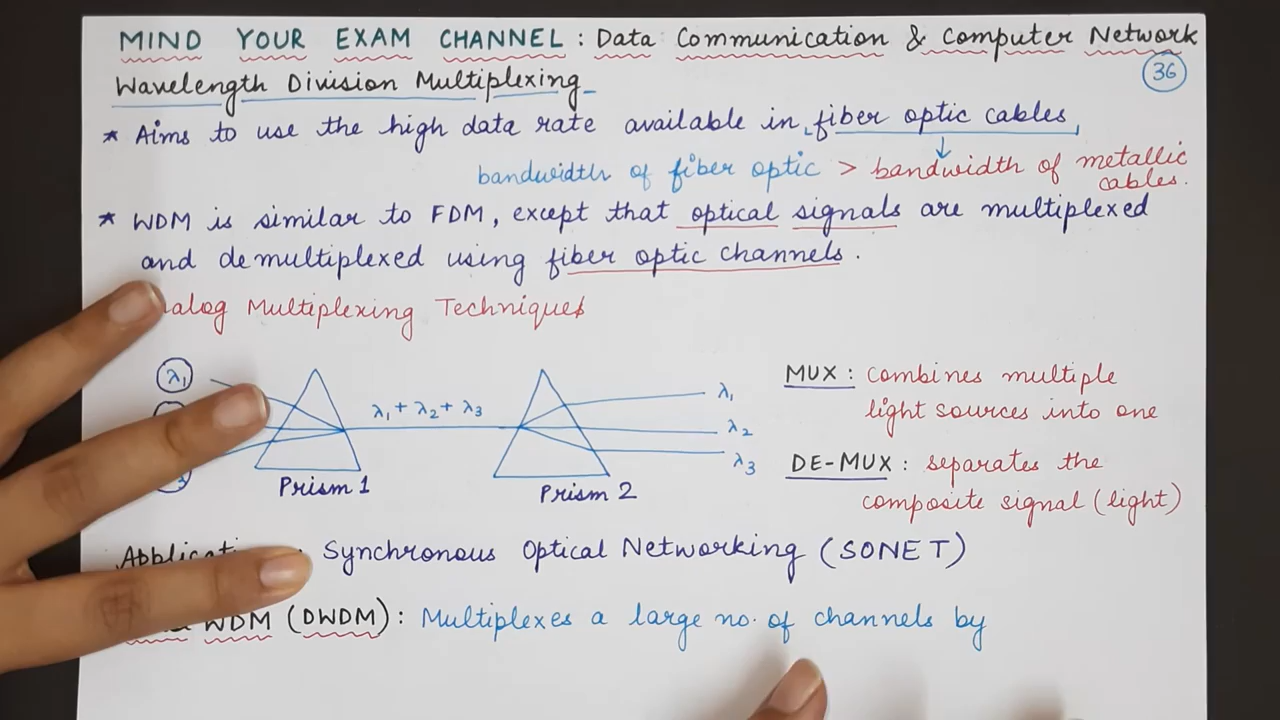 MIND YOUR EXAM CHANNEL : Data Communication & Computer Network
36
Wavelength Division Multiplexing
* Aims to use the high data rate available in fiber optic cables
bandwidth of fiber optic > bandwidth of metallic
cables.
* WDM is similar to FDM, except that optical signals are multiplexed
and demultiplexed using fiber optic channels.
Multiplexing Techniques
λ₁
λ₁ + λ₂ + λ₃
λ₁
λ₂
λ₃
Prism 1
Prism 2
MUX : combines multiple
light sources into one
DE-MUX : separates the
composite signal (light)
Synchronous Optical Networking (SONET)
WDM (DWDM) : Multiplexes a large no. of channels by